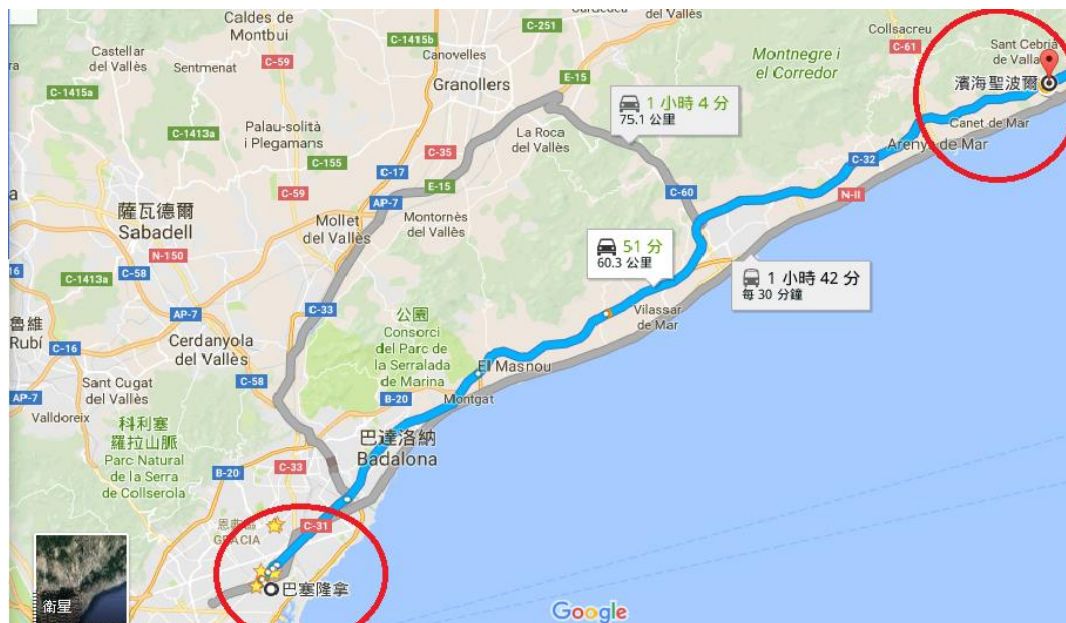 Caldes de
Montbui
C-1415b
C-251
del Vallès
Collsacreu
C-61
Sant Cebrià
de Valla
Castellar
del Vallès
Sentmenat
C-59
Canovelles
Granollers
E-15
Montnegre i
el Corredor
濱海聖波爾
C-1415a
C-1413a
Palau-solità
i Plegamans
C-155
C-35
La Roca
del Vallès
1 小時 4 分
75.1 公里
Canet de Mar
Arenys de Mar
C-32
C-17
C-59
E-15
AP-7
C-60
N-II
a
薩瓦德爾
Sabadell
N-150
Mollet
del Vallès
Montornès
del Vallès
51 分
60.3 公里
1 小時 42 分
每 30 分鐘
16
C-1413a
C-58
AP-7
C-33
Vilassar
de Mar
魯維
Rubí
C-16
Cerdanyola
del Vallès
公園
Consorci
del Parc de
la Serralada
de Marina
El Masnou
AP-7
Sant Cugat
del Vallès
C-58
B-20
Montgat
Valldoreix
科利塞
羅拉山脈
Parc Natural
de la Serra
de Collserola
巴達洛納
Badalona
B-20
C-33
C-31
GRÀCIA
巴塞隆拿
衛星
Google